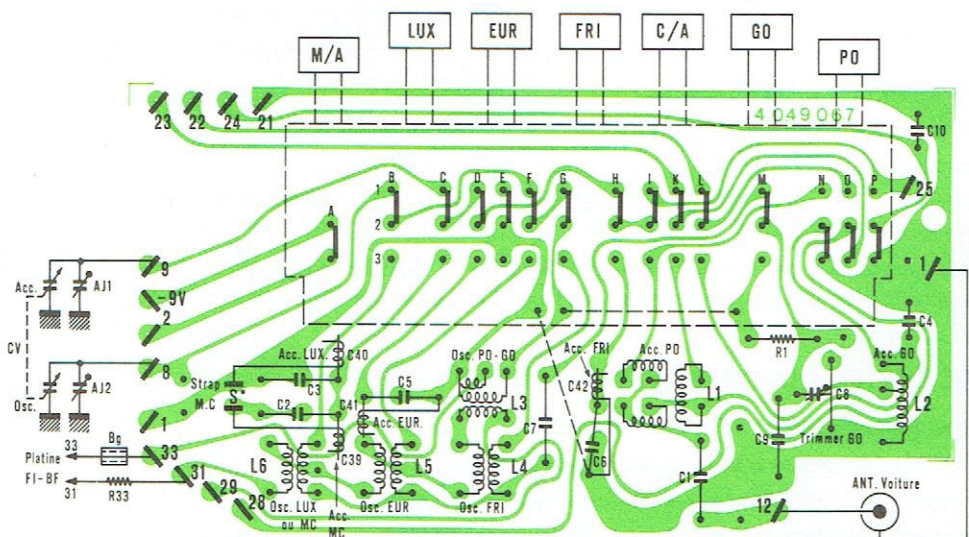 M/A
LUX
EUR
FRI
C/A
GO
PO
23 22 24 21
4 049067
C10
25
A B C D E F G H I K L M N O P
1
2
3
9
-9V
2
8
1
33
31
29
28
1
Acc.
AJ1
CV
AJ2
Osc.
33
Bg
Platine
FI-BF
31
R33
Strap
S.
M.C
Acc. LUX.
C40
C3
C2
C41
C39
L6
Osc. LUX
ou MC
Acc.
MC
C5
Acc. EUR.
L5
Osc. EUR
Osc. PO-GO
L3
L4
Osc. FRI
C7
Acc. FRI
C42
C6
Acc. PO
L1
C1
R1
C8
Trimmer GO
C9
C4
Acc. GO
L2
12
ANT. Voiture